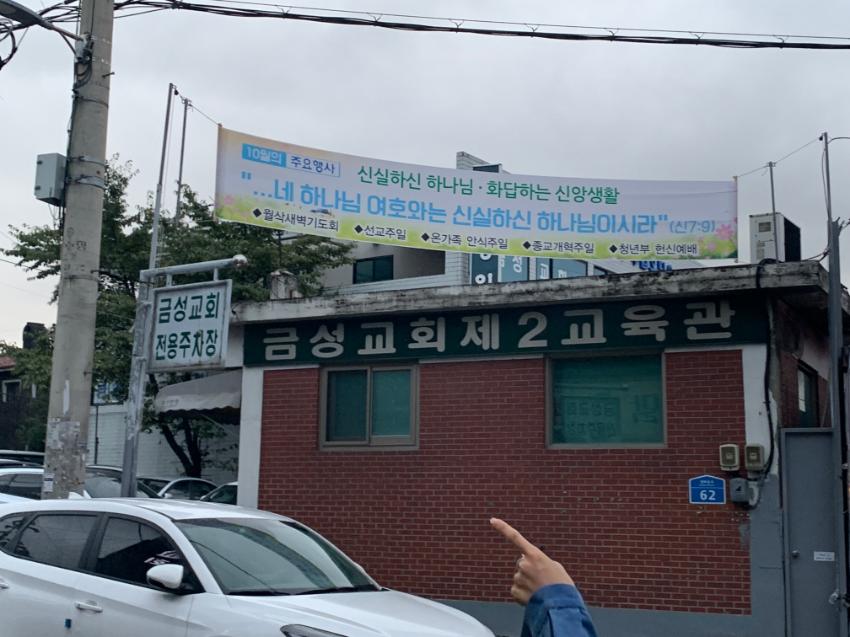 10월의 주요행사
신실하신 하나님 · 화답하는 신앙생활
"...네 하나님 여호와는 신실하신 하나님이시라" (신7:9)
◆월삭새벽기도회 ◆선교주일 ◆온가족 안식주일 ◆종교개혁주일 ◆청년부 헌신예배
금성교회
전용주차장
금성교회제2교육관
62